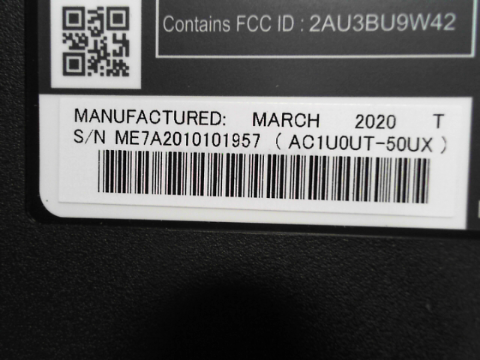 Contains FCC ID : 2AU3BU9W42
MANUFACTURED: MARCH 2020 T
S/N ME7A2010101957 ( AC1U0UT-50UX )